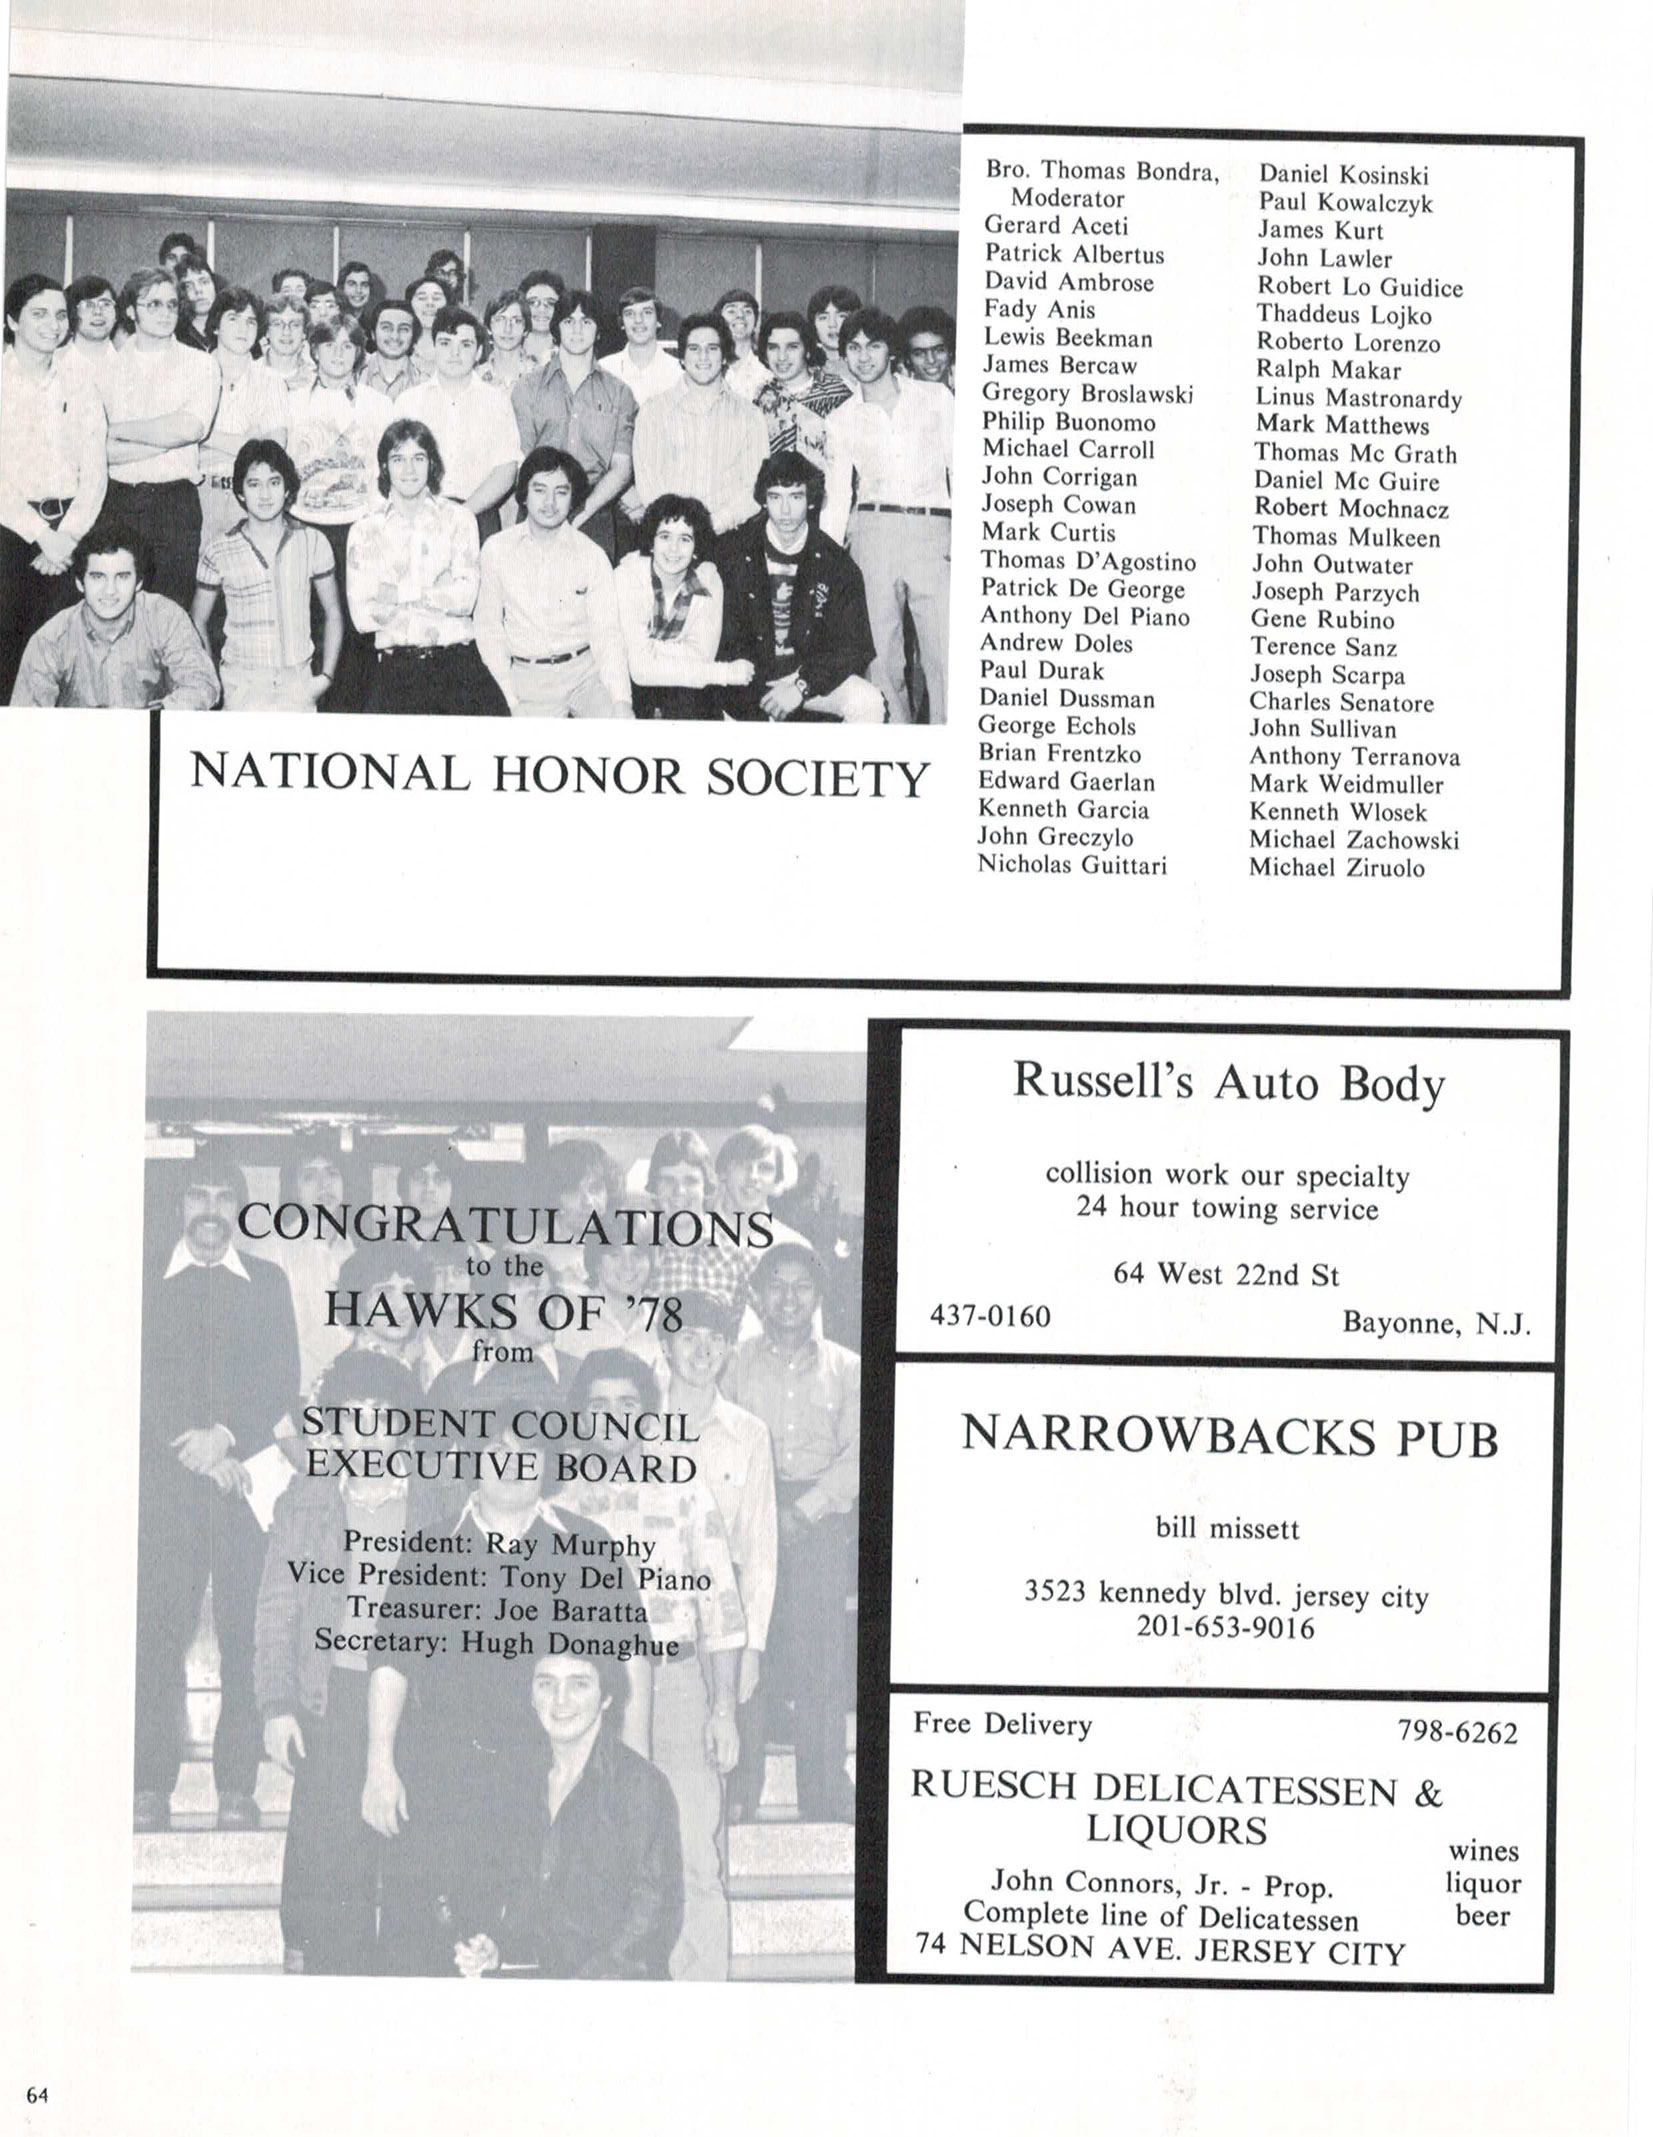 Bro. Thomas Bondra,
Moderator
Gerard Aceti
Patrick Albertus
David Ambrose
Fady Anis
Lewis Beekman
James Bercaw
Gregory Broslawski
Philip Buonomo
Michael Carroll
John Corrigan
Joseph Cowan
Mark Curtis
Thomas D'Agostino
Patrick De George
Anthony Del Piano
Andrew Doles
Paul Durak
Daniel Dussman
George Echols
Brian Frentzko
Edward Gaerlan
Kenneth Garcia
John Greczylo
Nicholas Guittari
Daniel Kosinski
Paul Kowalczyk
James Kurt
John Lawler
Robert Lo Guidice
Thaddeus Lojko
Roberto Lorenzo
Ralph Makar
Linus Mastronardy
Mark Matthews
Thomas Mc Grath
Daniel Mc Guire
Robert Mochnacz
Thomas Mulkeen
John Outwater
Joseph Parzych
Gene Rubino
Terence Sanz
Joseph Scarpa
Charles Senatore
John Sullivan
Anthony Terranova
Mark Weidmuller
Kenneth Wlosek
Michael Zachowski
Michael Ziruolo
NATIONAL HONOR SOCIETY
CONGRATULATIONS
to the
HAWKS OF '78
from
STUDENT COUNCIL
EXECUTIVE BOARD
President: Ray Murphy
Vice President: Tony Del Piano
Treasurer: Joe Baratta
Secretary: Hugh Donaghue
Russell's Auto Body
collision work our specialty
24 hour towing service
64 West 22nd St
437-0160 Bayonne, N.J.
NARROWBACKS PUB
bill missett
3523 kennedy blvd. jersey city
201-653-9016
Free Delivery 798-6262
RUESCH DELICATESSEN &
LIQUORS
wines
John Connors, Jr. - Prop. liquor
Complete line of Delicatessen beer
74 NELSON AVE. JERSEY CITY
64